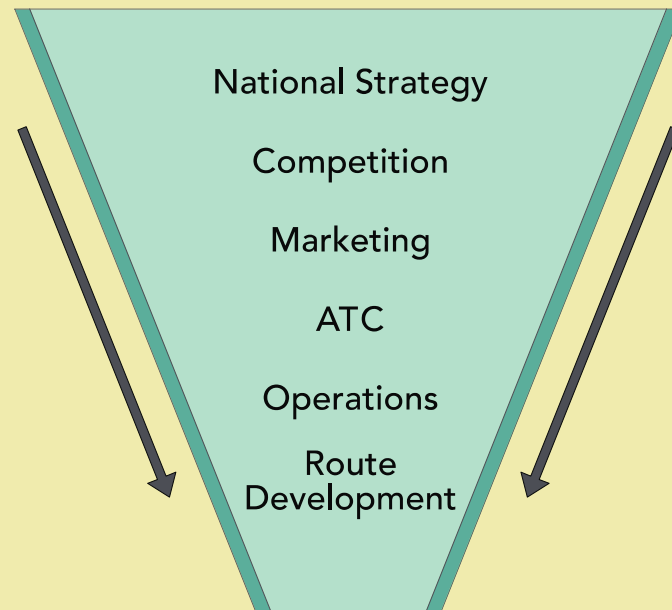 National Strategy
Competition
Marketing
ATC
Operations
Route
Development